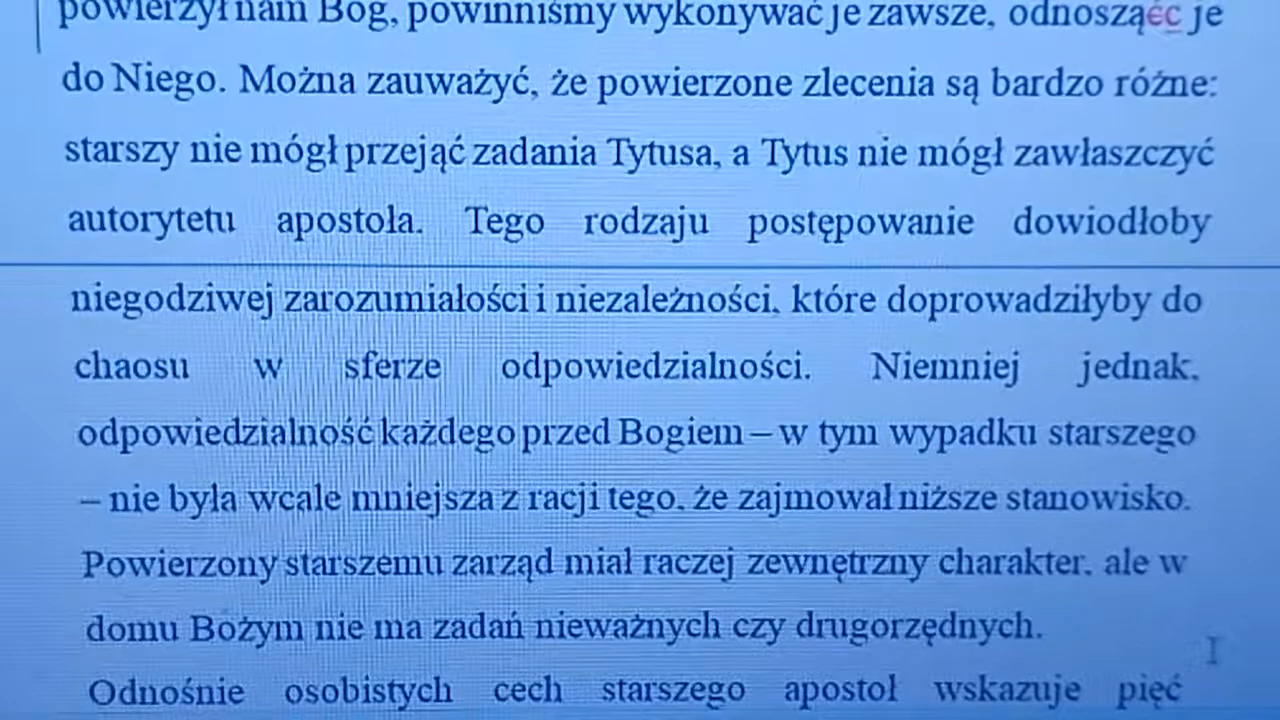 powierzył nam Bóg, powinniśmy wykonywać je zawsze, odnosząćc je
do Niego. Można zauważyć, że powierzone zlecenia są bardzo różne:
starszy nie mógł przejąć zadania Tytusa, a Tytus nie mógł zawłaszczyć
autorytetu apostoła. Tego rodzaju postępowanie dowiodłoby
niegodziwej zarozumiałości i niezależności, które doprowadziłyby do
chaosu w sferze odpowiedzialności. Niemniej jednak,
odpowiedzialność każdego przed Bogiem – w tym wypadku starszego
– nie była wcale mniejsza z racji tego, że zajmował niższe stanowisko.
Powierzony starszemu zarząd miał raczej zewnętrzny charakter, ale w
domu Bożym nie ma zadań nieważnych czy drugorzędnych.
Odnośnie osobistych cech starszego apostoł wskazuje pięć